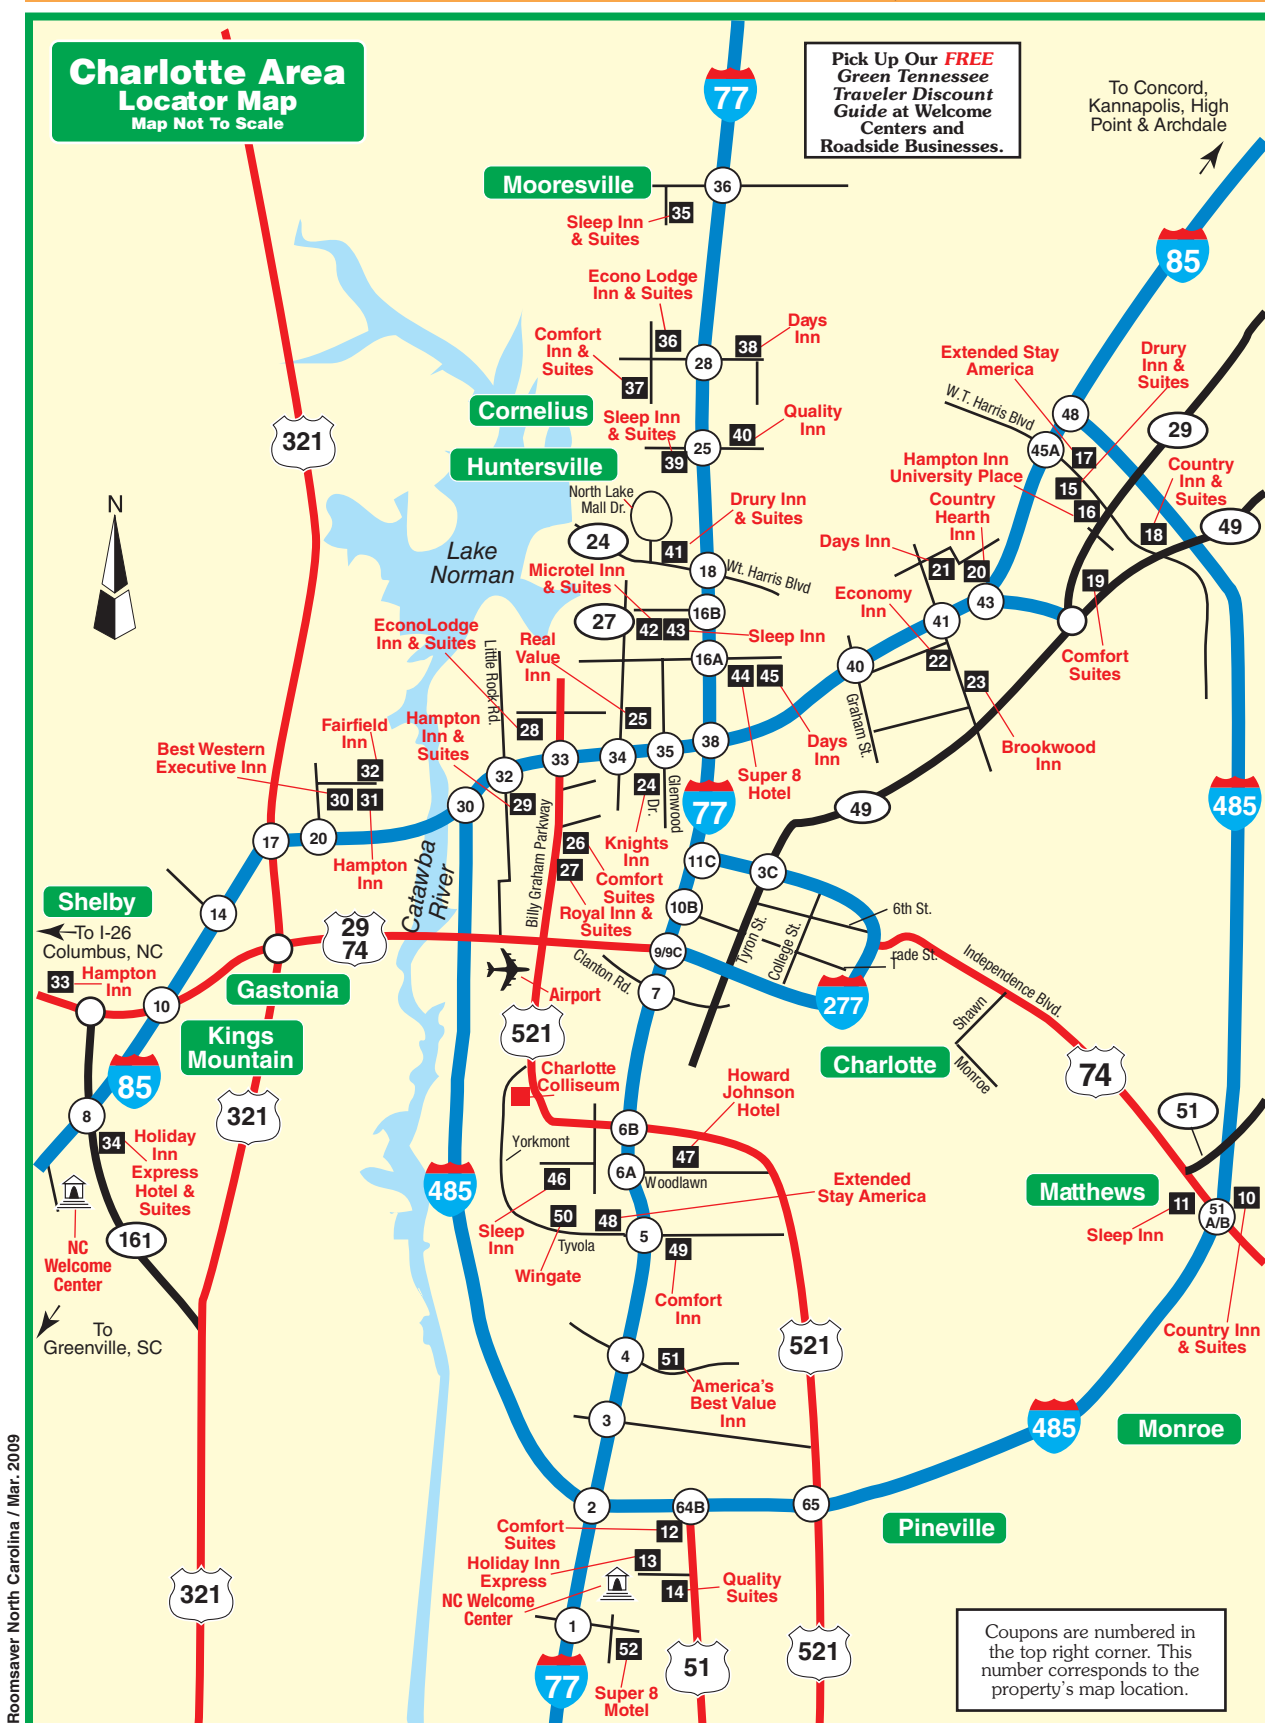 Charlotte Area
Locator Map
Map Not To Scale
77
Pick Up Our FREE
Green Tennessee
Traveler Discount
Guide at Welcome
Centers and
Roadside Businesses.
To Concord,
Kannapolis, High
Point & Archdale
Mooresville
36
35
Sleep Inn
& Suites
85
Econo Lodge
Inn & Suites
36
Days
Inn
38
Comfort
Inn &
Suites
37
28
Extended Stay
America
Drury
Inn &
Suites
W.T. Harris Blvd
48
29
Cornelius
Sleep Inn
& Suites
39
25
40
Quality
Inn
321
45A
17
15
16
Hampton Inn
University Place
Country
Inn &
Suites
18
49
Huntersville
North Lake
Mall Dr.
Drury Inn
& Suites
41
24
Country
Hearth
Inn
Days Inn
21
20
N
Lake
Norman
Microtel Inn
& Suites
18
Wt. Harris Blvd
19
Comfort
Suites
27
42
43
16B
Sleep Inn
Economy
Inn
41
43
22
23
EconoLodge
Inn & Suites
Little Rock Rd.
Real
Value
Inn
16A
44
45
40
Graham St.
Brookwood
Inn
28
25
Fairfield
Inn
Hampton
Inn &
Suites
Best Western
Executive Inn
32
30
31
33
34
35
38
Days
Inn
Super 8
Hotel
32
29
24
Glenwood
Dr.
77
49
485
30
17
20
Hampton
Inn
Billy Graham Parkway
26
27
Knights
Inn
Comfort
Suites
Royal Inn &
Suites
11C
3C
Catawba
River
Shelby
14
10B
6th St.
To I-26
Columbus, NC
29
74
Tyron St.
College St.
Trade St.
Independence Blvd.
9/9C
33
Hampton
Inn
Gastonia
Airport
Clanton Rd.
7
277
10
Kings
Mountain
521
Shawn
Monroe
Charlotte
74
85
321
Charlotte
Colliseum
Howard
Johnson
Hotel
51
8
34
Holiday
Inn
Express
Hotel &
Suites
6B
Yorkmont
6A
47
Woodlawn
485
46
Extended
Stay America
Matthews
11
10
51
A/B
Sleep Inn
161
50
48
5
Sleep
Inn
Tyvola
49
Wingate
NC
Welcome
Center
Comfort
Inn
To
Greenville, SC
521
Country Inn
& Suites
4
51
America's
Best Value
Inn
3
485
Monroe
2
64B
65
Pineville
Comfort
Suites
12
Holiday Inn
Express
13
14
Quality
Suites
321
NC Welcome
Center
1
52
77
Super 8
Motel
51
521
Coupons are numbered in
the top right corner. This
number corresponds to the
property's map location.
Roomsaver North Carolina / Mar. 2009